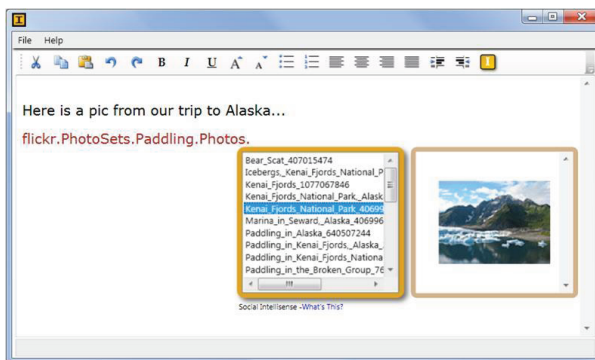 I
File Help
B I U A A I
Here is a pic from our trip to Alaska...
flickr.PhotoSets.Paddling.Photos.
Bear_Scat_407015474
Icebergs,_Kenai_Fjords_National_P
Kenai_Fjords_1077067846
Kenai_Fjords_National_Park,_Alask
Kenai_Fjords_National_Park_40699
Marina_in_Seward,_Alaska_406996
Paddling_in_Alaska_640507244
Paddling_in_Kenai_Fjords,_Alaska_
Paddling_in_Kenai_Fjords_Nationa
Paddling_in_the_Broken_Group_76
Social Intellisense -What's This?